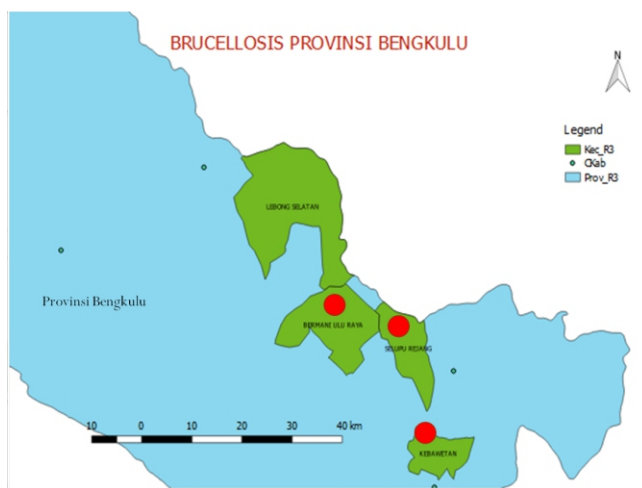 BRUCELLOSIS PROVINSI BENGKULU
N
Legend
Kec_R3
CKab
Prov_R3
LEBONG SELATAN
Provinsi Bengkulu
BERMANI ULU RAYA
SELUPU REJANG
10 0 10 20 30 40 km
KEBAWETAN